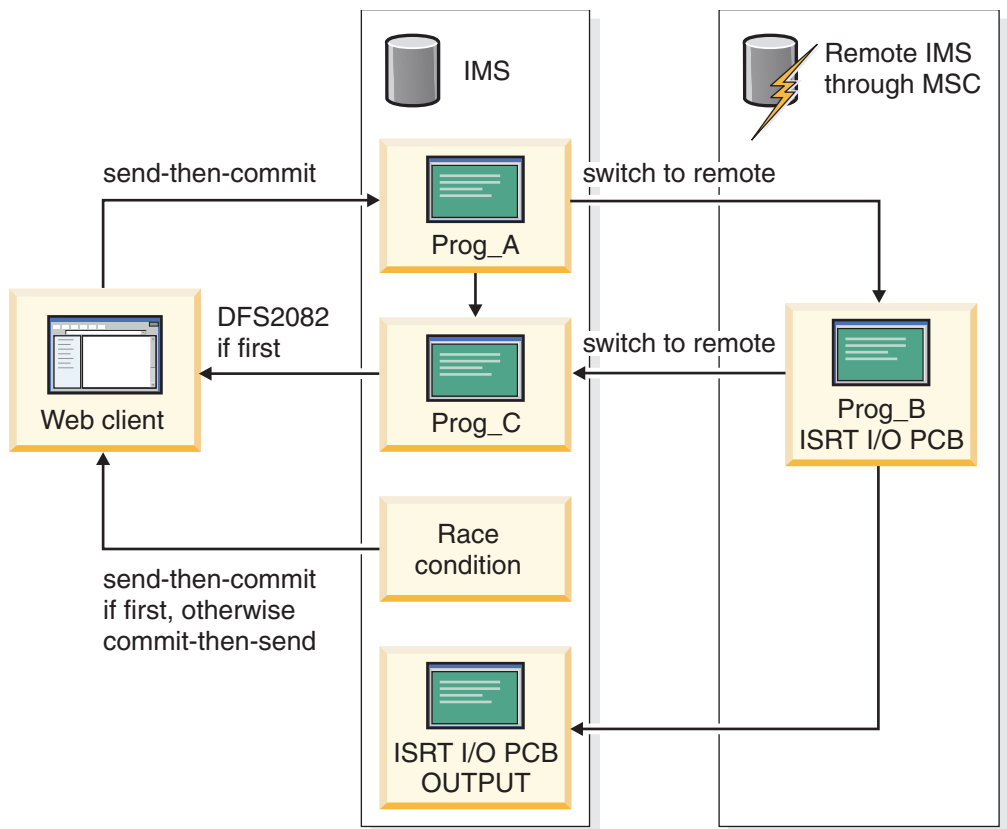 IMS
Remote IMS
through MSC
send-then-commit
switch to remote
Prog_A
DFS2082
if first
switch to remote
Web client
Prog_C
Prog_B
ISRT I/O PCB
Race
condition
send-then-commit
if first, otherwise
commit-then-send
ISRT I/O PCB
OUTPUT